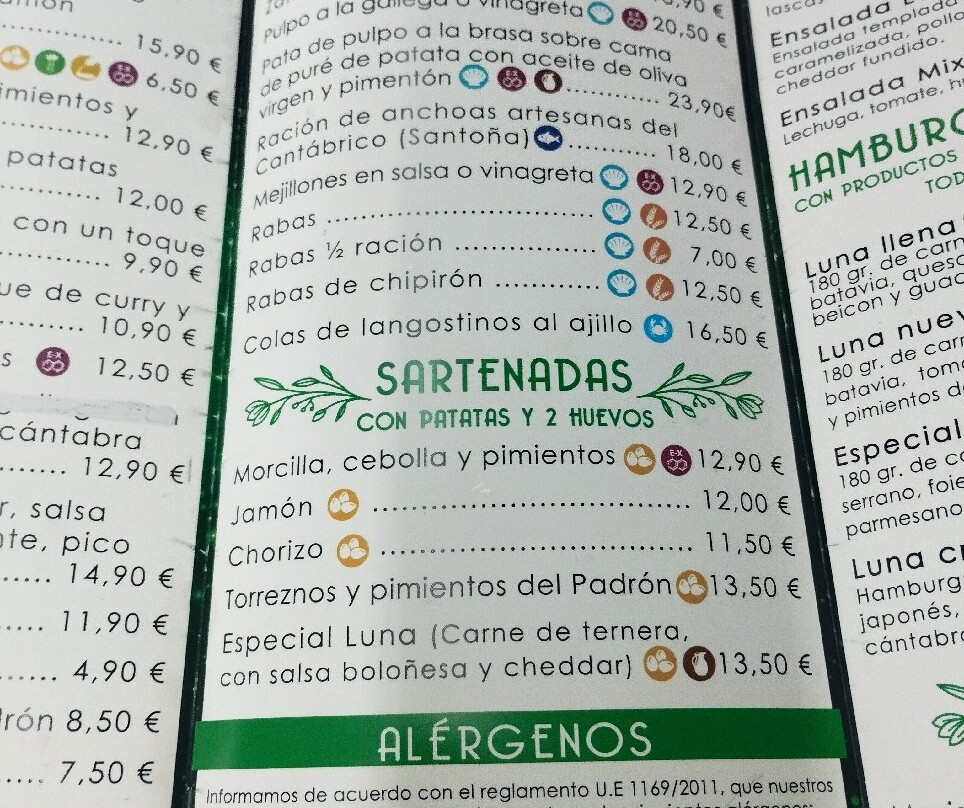 15,90 €
6,50 €
y
12,90 €
patatas
12,00 €
con un toque
9,90 €
de curry y
10,90 €
12,50 €
cántabra
12,90 €
salsa
pico
14,90 €
11,90 €
4,90 €
8,50 €
7,50 €
Pulpo a la gallega o vinagreta 20,50 €
Pata de pulpo a la brasa sobre cama
de puré de patata con aceite de oliva
virgen y pimentón 23,90€
Ración de anchoas artesanas del
Cantábrico (Santoña) 18,00 €
Mejillones en salsa o vinagreta 12,90 €
Rabas 12,50 €
Rabas ½ ración 7,00 €
Rabas de chipirón 12,50 €
Colas de langostinos al ajillo 16,50 €
SARTENADAS
CON PATATAS Y 2 HUEVOS
Morcilla, cebolla y pimientos 12,90 €
Jamón 12,00 €
Chorizo 11,50 €
Torreznos y pimientos del Padrón 13,50 €
Especial Luna (Carne de ternera,
con salsa boloñesa y cheddar) 13,50 €
ALÉRGENOS
Informamos de acuerdo con el reglamento U.E 1169/2011, que nuestros
Ensalada
Ensalada templada
caramelizada, pollo
cheddar fundido.
Ensalada Mix
Lechuga, tomate,
HAMBURG
CON PRODUCTOS
TOD
Luna llena
180 gr. de carn
batavia, queso
beicon y guac
Luna nuev
180 gr. de carn
batavia, tom
y pimientos d
Especial
180 gr. de ca
serrano, foie
parmesano
Luna cr
Hamburg
japonés,
cántabr